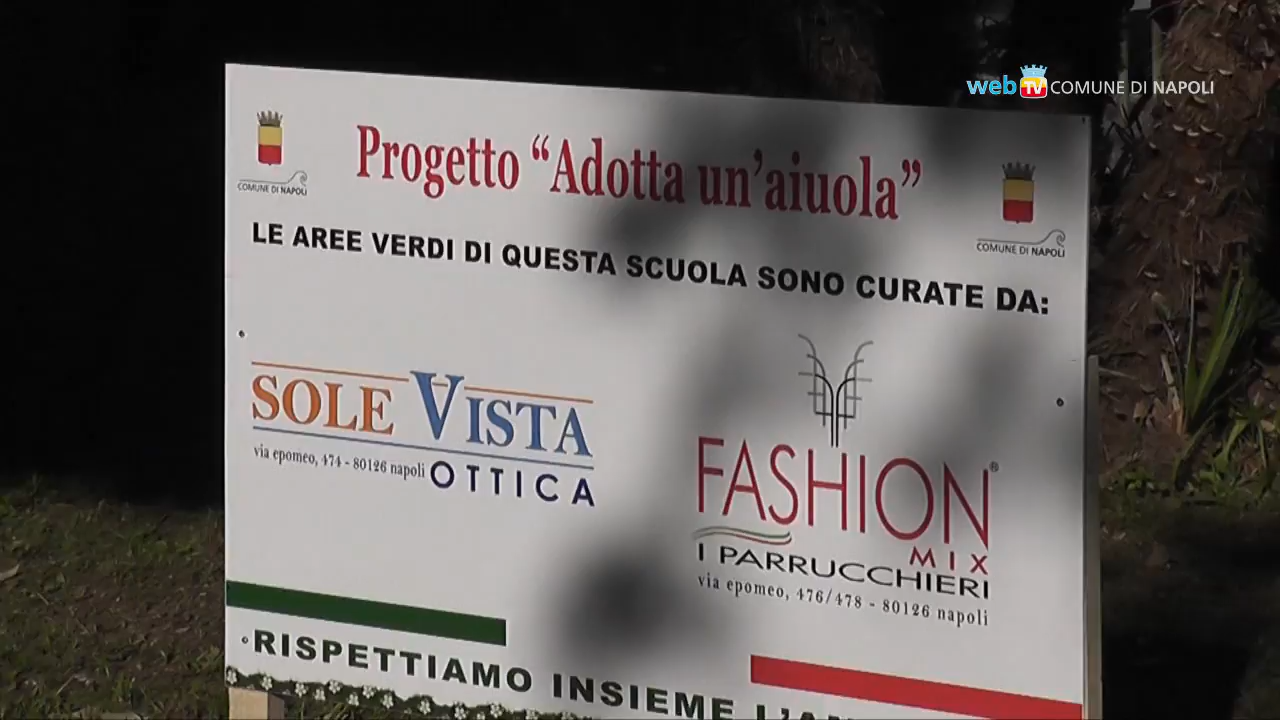 web TV COMUNE DI NAPOLI
Progetto “Adotta un’aiuola”
COMUNE DI NAPOLI
COMUNE DI NAPOLI
LE AREE VERDI DI QUESTA SCUOLA SONO CURATE DA:
SOLE VISTA
via epomeo, 474 - 80126 napoli OTTICA
FASHION®
MIX
I PARRUCCHIERI
via epomeo, 476/478 - 80126 napoli
RISPETTIAMO INSIEME